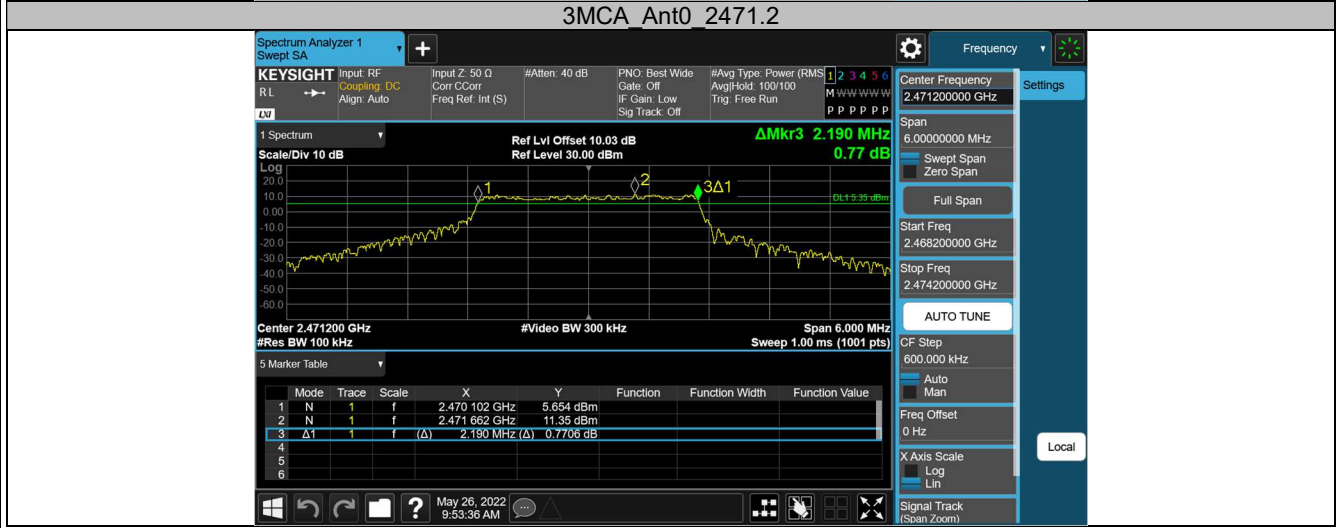 3MCA_Ant0_2471.2
Spectrum Analyzer 1
Swept SA
+
Frequency
KEYSIGHT
RL
LXI
Input: RF
Coupling: DC
Align: Auto
Input Z: 50 Ω
Corr CCorr
Freq Ref: Int (S)
#Atten: 40 dB
PNO: Best Wide
Gate: Off
IF Gain: Low
Sig Track: Off
#Avg Type: Power (RMS
Avg|Hold: 100/100
Trig: Free Run
1 2 3 4 5 6
M W W W W W
P P P P P P
Center Frequency
2.471200000 GHz
Settings
Span
6.00000000 MHz
Swept Span
Zero Span
Full Span
Start Freq
2.468200000 GHz
Stop Freq
2.474200000 GHz
AUTO TUNE
CF Step
600.000 kHz
Auto
Man
Freq Offset
0 Hz
X Axis Scale
Log
Lin
Signal Track
(Span Zoom)
Local
1 Spectrum
Scale/Div 10 dB
Ref Lvl Offset 10.03 dB
Ref Level 30.00 dBm
ΔMkr3 2.190 MHz
0.77 dB
Log
20.0
10.0
0.00
-10.0
-20.0
-30.0
-40.0
-50.0
-60.0
1
2
3Δ1
DL1 5.35 dBm
Center 2.471200 GHz
#Video BW 300 kHz
Span 6.000 MHz
#Res BW 100 kHz
Sweep 1.00 ms (1001 pts)
5 Marker Table
Mode Trace Scale X Y Function Function Width Function Value
1 N 1 f 2.470 102 GHz 5.654 dBm
2 N 1 f 2.471 662 GHz 11.35 dBm
3 Δ1 1 f (Δ) 2.190 MHz (Δ) 0.7706 dB
4
5
6
?
May 26, 2022
9:53:36 AM